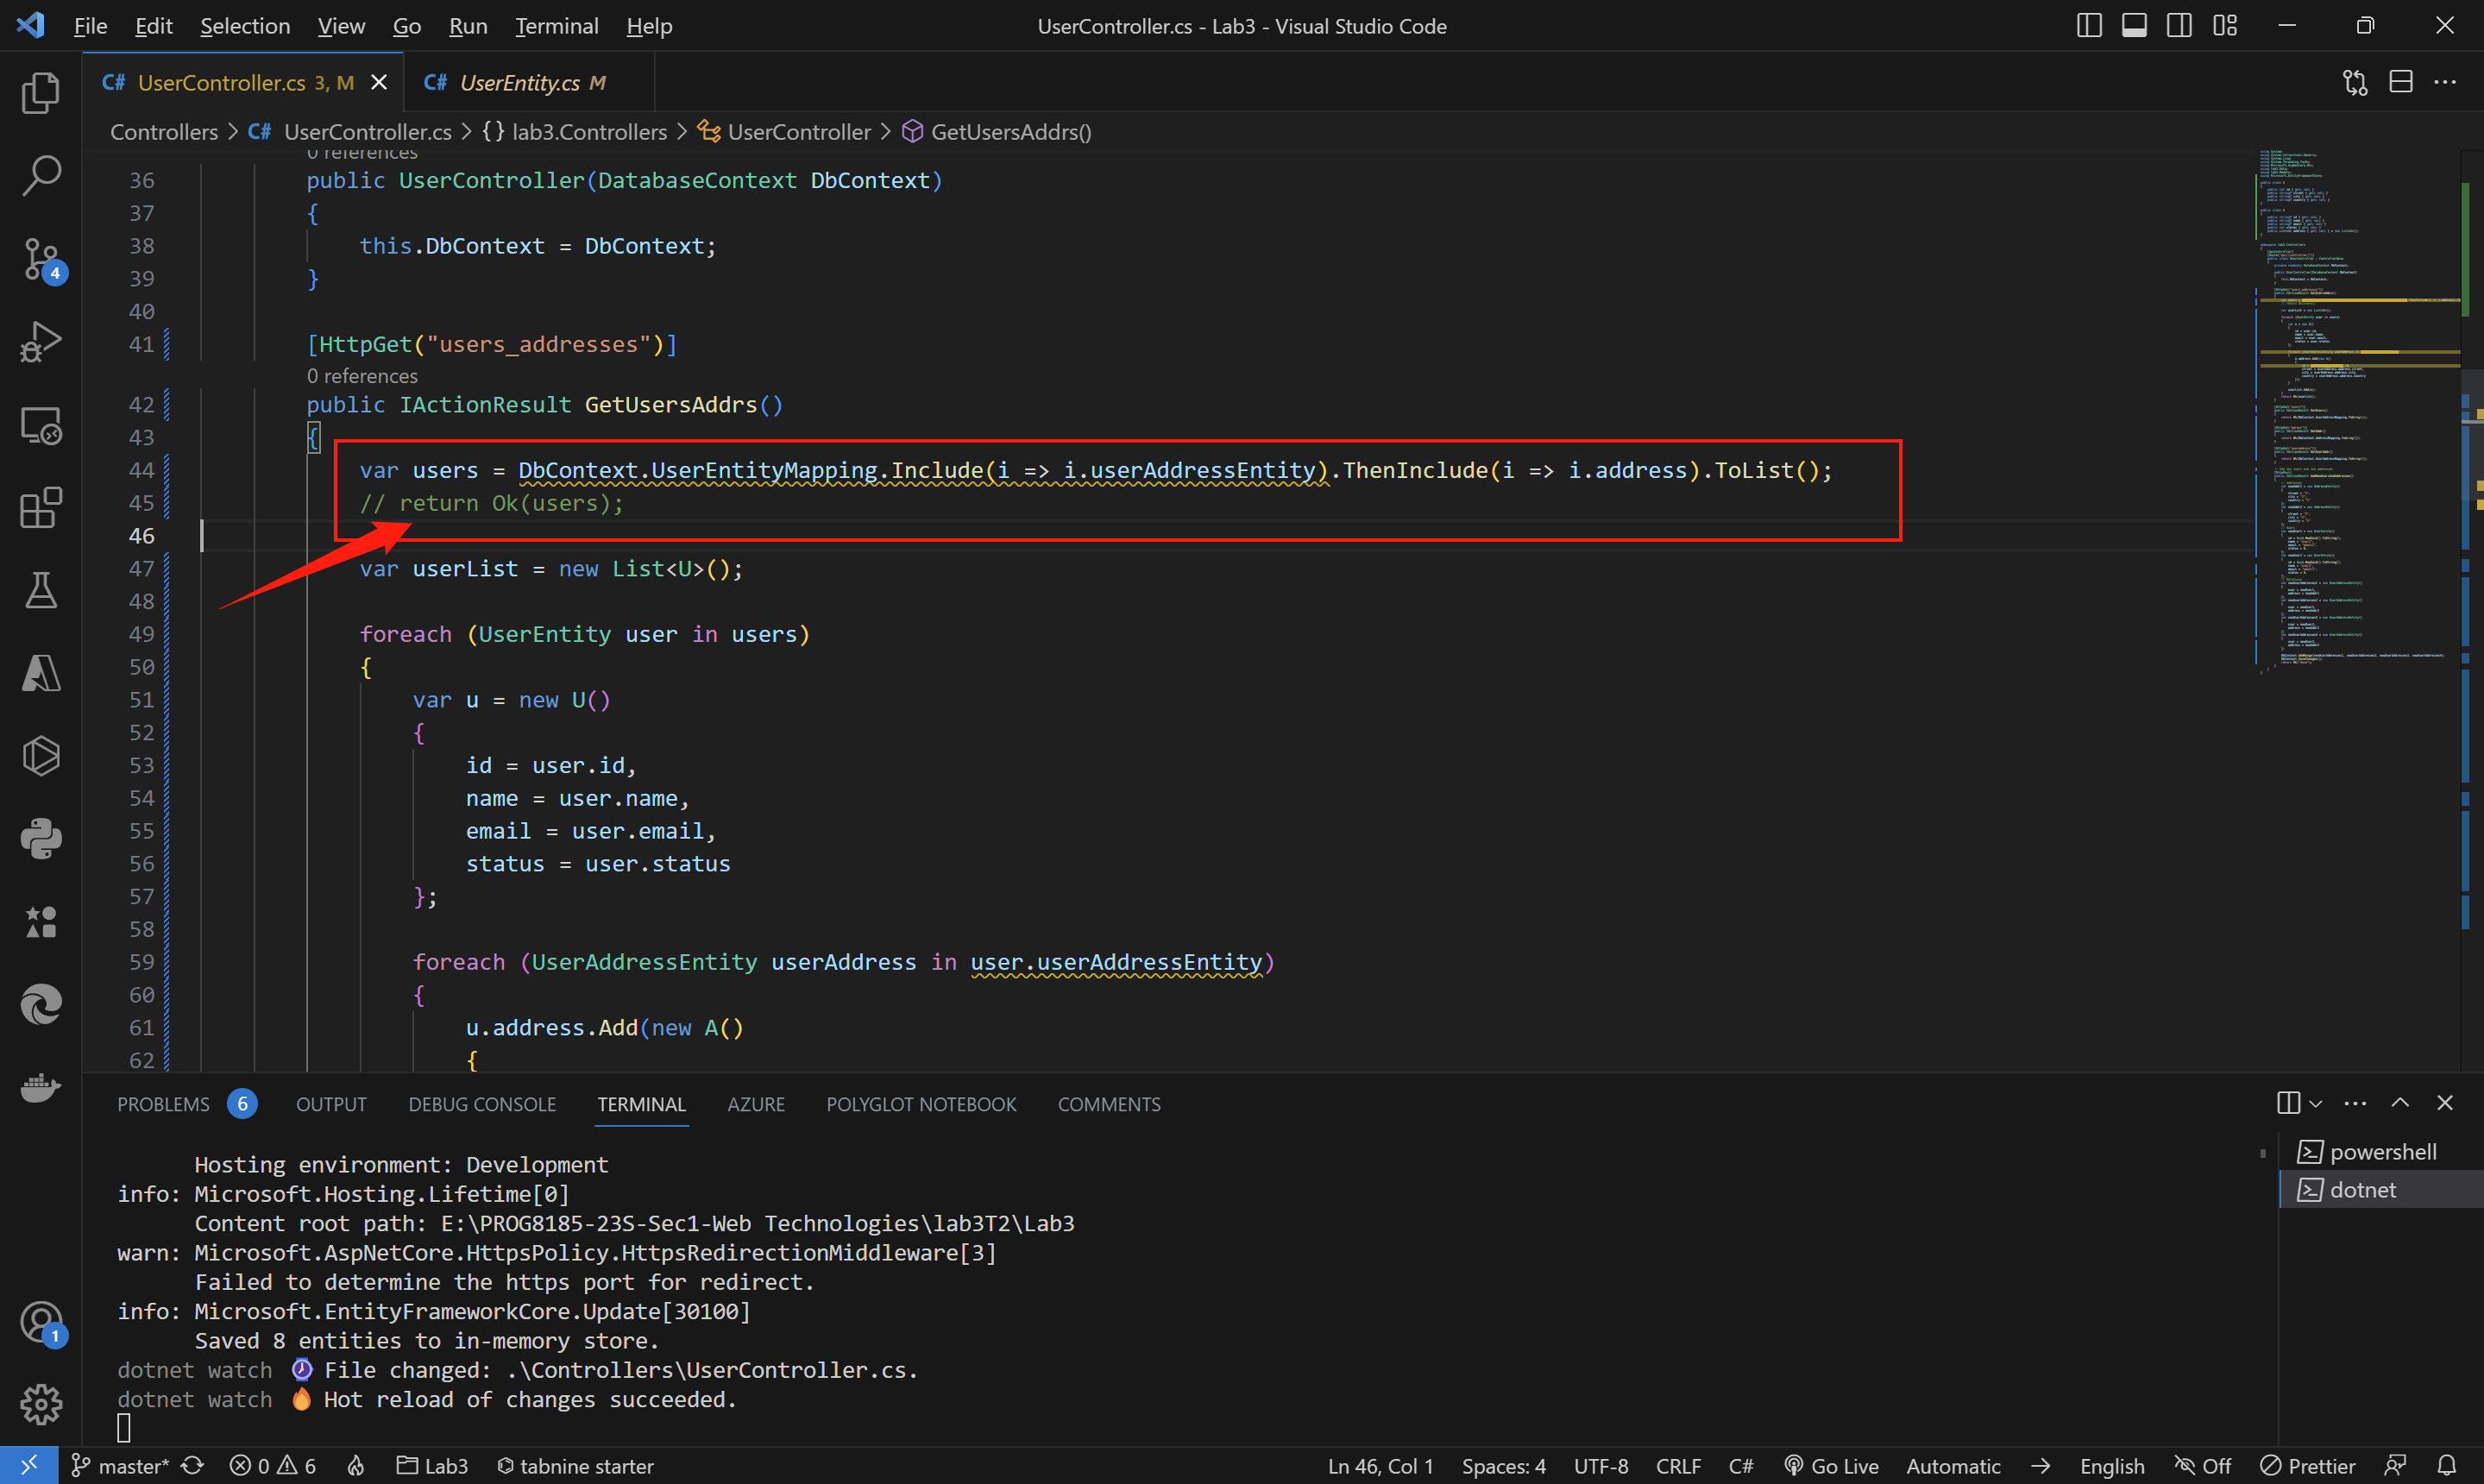 File Edit Selection View Go Run Terminal Help
UserController.cs - Lab3 - Visual Studio Code
C# UserController.cs 3, M
C# UserEntity.cs M
Controllers > C# UserController.cs > {} lab3.Controllers > UserController > GetUsersAddrs()
0 references
36 public UserController(DatabaseContext DbContext)
37 {
38 this.DbContext = DbContext;
39 }
40
41 [HttpGet("users_addresses")]
0 references
42 public IActionResult GetUsersAddrs()
43 {
44 var users = DbContext.UserEntityMapping.Include(i => i.userAddressEntity).ThenInclude(i => i.address).ToList();
45 // return Ok(users);
46
47 var userList = new List<U>();
48
49 foreach (UserEntity user in users)
50 {
51 var u = new U()
52 {
53 id = user.id,
54 name = user.name,
55 email = user.email,
56 status = user.status
57 };
58
59 foreach (UserAddressEntity userAddress in user.userAddressEntity)
60 {
61 u.address.Add(new A()
62 {
4
1
PROBLEMS 6 OUTPUT DEBUG CONSOLE TERMINAL AZURE POLYGLOT NOTEBOOK COMMENTS
Hosting environment: Development
info: Microsoft.Hosting.Lifetime[0]
Content root path: E:\PROG8185-23S-Sec1-Web Technologies\lab3T2\Lab3
warn: Microsoft.AspNetCore.HttpsPolicy.HttpsRedirectionMiddleware[3]
Failed to determine the https port for redirect.
info: Microsoft.EntityFrameworkCore.Update[30100]
Saved 8 entities to in-memory store.
dotnet watch ⌚ File changed: .\Controllers\UserController.cs.
dotnet watch 🔥 Hot reload of changes succeeded.
powershell
dotnet
master* 0 6 Lab3 tabnine starter
Ln 46, Col 1 Spaces: 4 UTF-8 CRLF C# Go Live Automatic → English Off Prettier